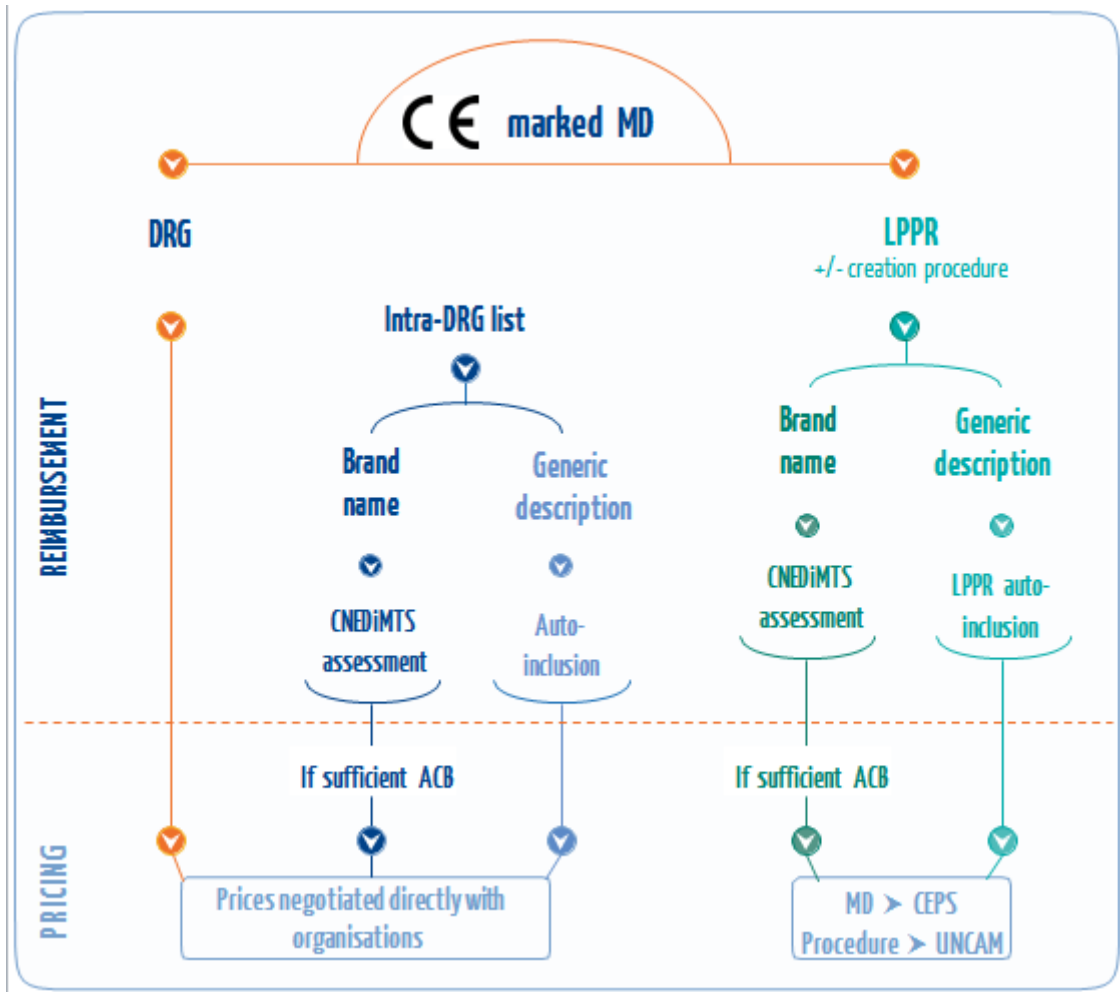 CE marked MD
DRG
LPPR
+/- creation procedure
Intra-DRG list
Brand
name
Generic
description
Brand
name
Generic
description
CNEDiMTS
assessment
Auto-
inclusion
CNEDiMTS
assessment
LPPR auto-
inclusion
REIMBURSEMENT
If sufficient ACB
If sufficient ACB
PRICING
Prices negotiated directly with
organisations
MD ➤ CEPS
Procedure ➤ UNCAM